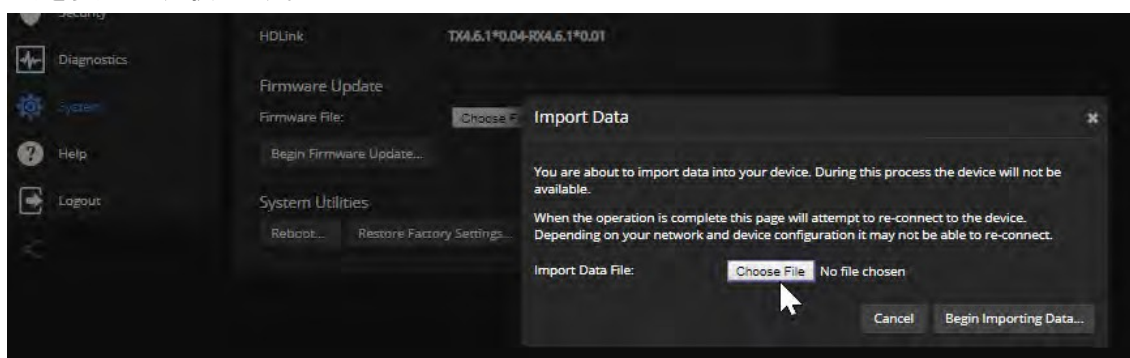 Security
HDLink
TX4.6.1*0.04-RX4.6.1*0.01
Diagnostics
Firmware Update
System
Firmware File:
Choose F
Import Data
Help
Begin Firmware Update...
You are about to import data into your device. During this process the device will not be
available.
Logout
System Utilities
When the operation is complete this page will attempt to re-connect to the device.
Depending on your network and device configuration it may not be able to re-connect.
Reboot...
Restore Factory Settings...
Import Data File:
Choose File
No file chosen
Cancel
Begin Importing Data...